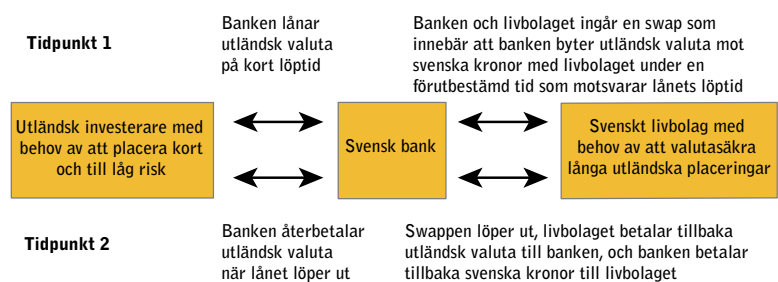 Tidpunkt 1
Banken lånar
utländsk valuta
på kort löptid
Banken och livbolaget ingår en swap som
innebär att banken byter utländsk valuta mot
svenska kronor med livbolaget under en
förutbestämd tid som motsvarar lånets löptid
Utländsk investerare med
behov av att placera kort
och till låg risk
Svensk bank
Svenskt livbolag med
behov av att valutasäkra
långa utländska placeringar
Tidpunkt 2
Banken återbetalar
utländsk valuta
när lånet löper ut
Swappen löper ut, livbolaget betalar tillbaka
utländsk valuta till banken, och banken betalar
tillbaka svenska kronor till livbolaget